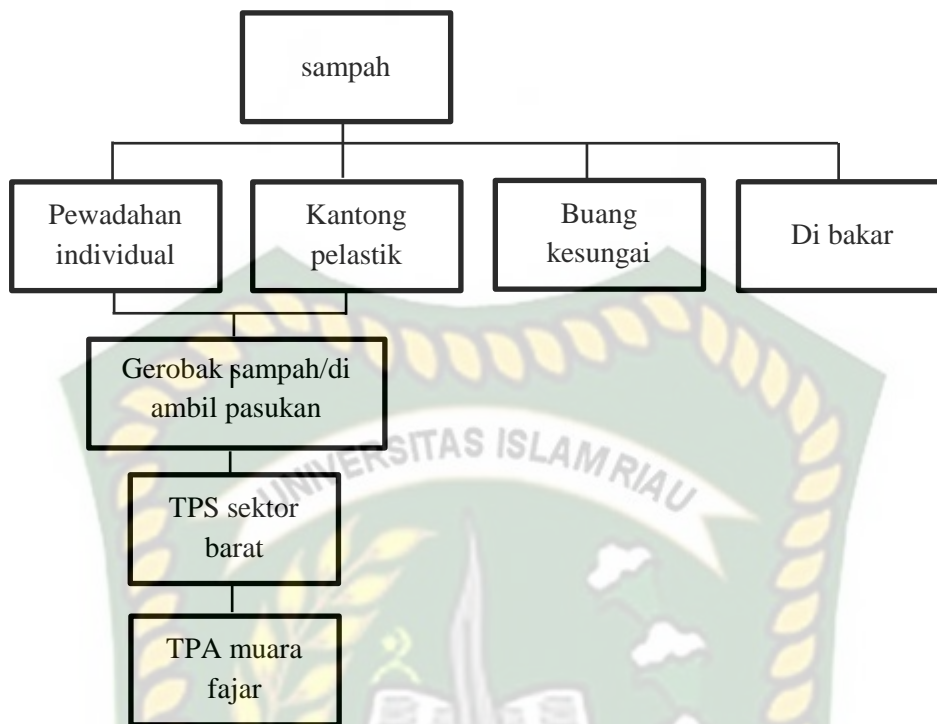 sampah
Pewadahan
individual
Kantong
pelastik
Buang
kesungai
Di bakar
Gerobak sampah/di
ambil pasukan
UNIVERSITAS ISLAM RIAU
TPS sektor
barat
TPA muara
fajar